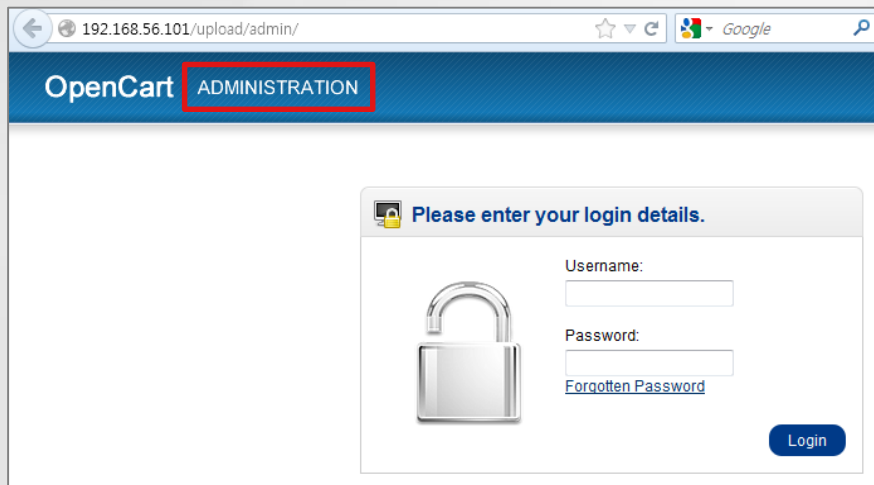 192.168.56.101/upload/admin/ Google
OpenCart ADMINISTRATION
Please enter your login details.
Username:
Password:
Forgotten Password
Login